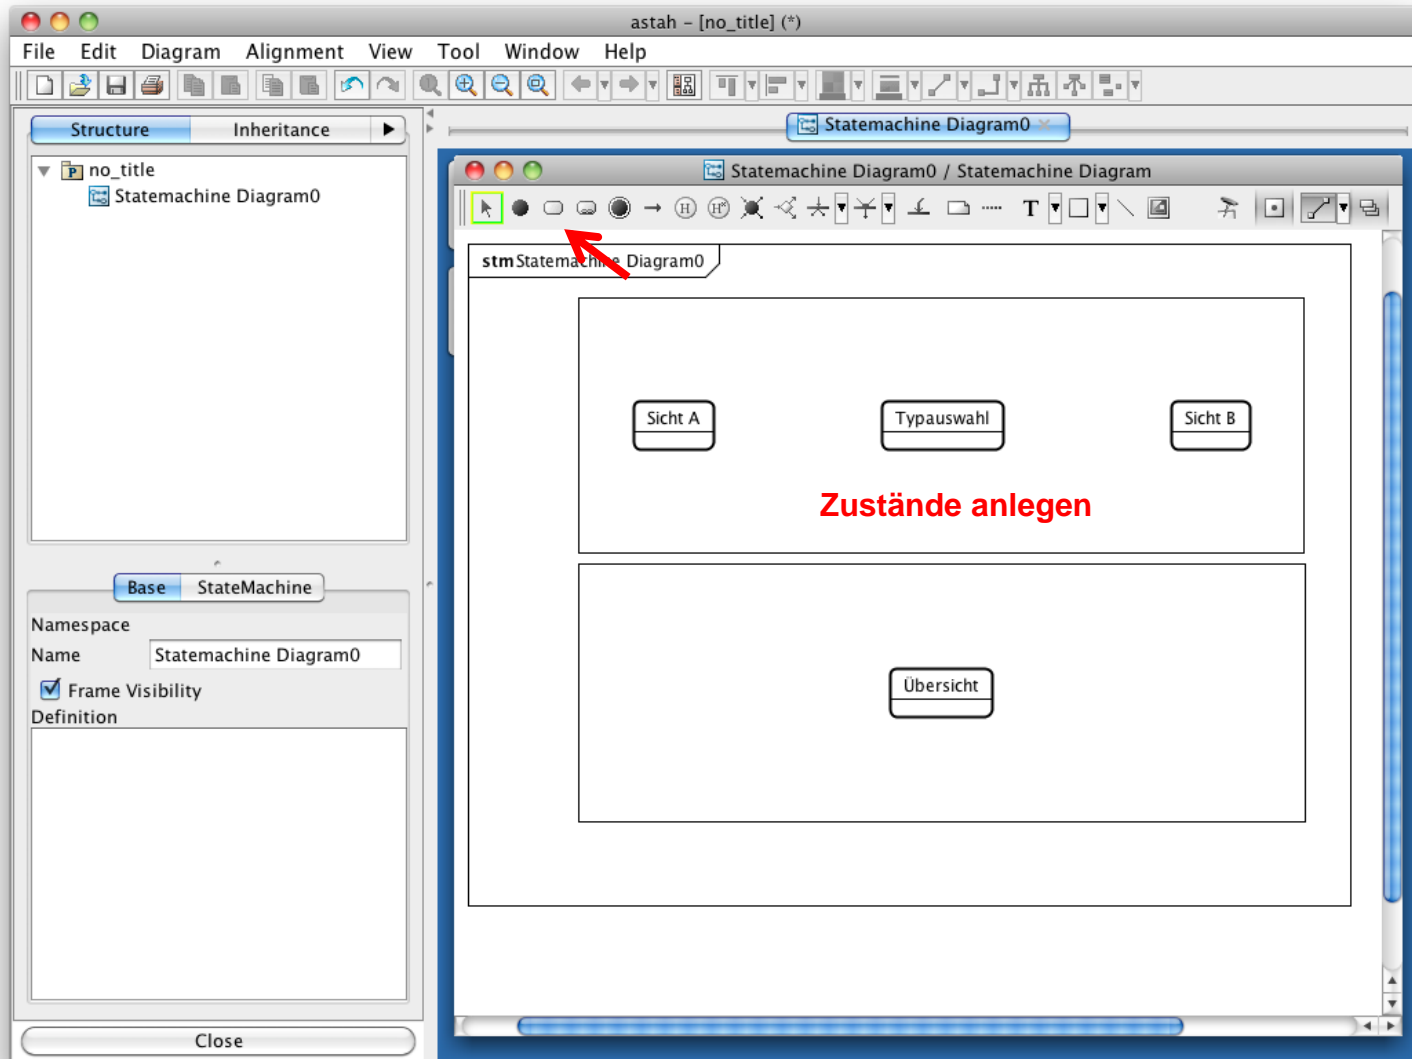 astah – [no_title] (*)
File Edit Diagram Alignment View Tool Window Help
Structure Inheritance
Statemachine Diagram0
no_title
Statemachine Diagram0
Statemachine Diagram0 / Statemachine Diagram
H H* T
stm Statemachine Diagram0
Sicht A Typauswahl Sicht B
Zustände anlegen
Übersicht
Base StateMachine
Namespace
Name Statemachine Diagram0
Frame Visibility
Definition
Close